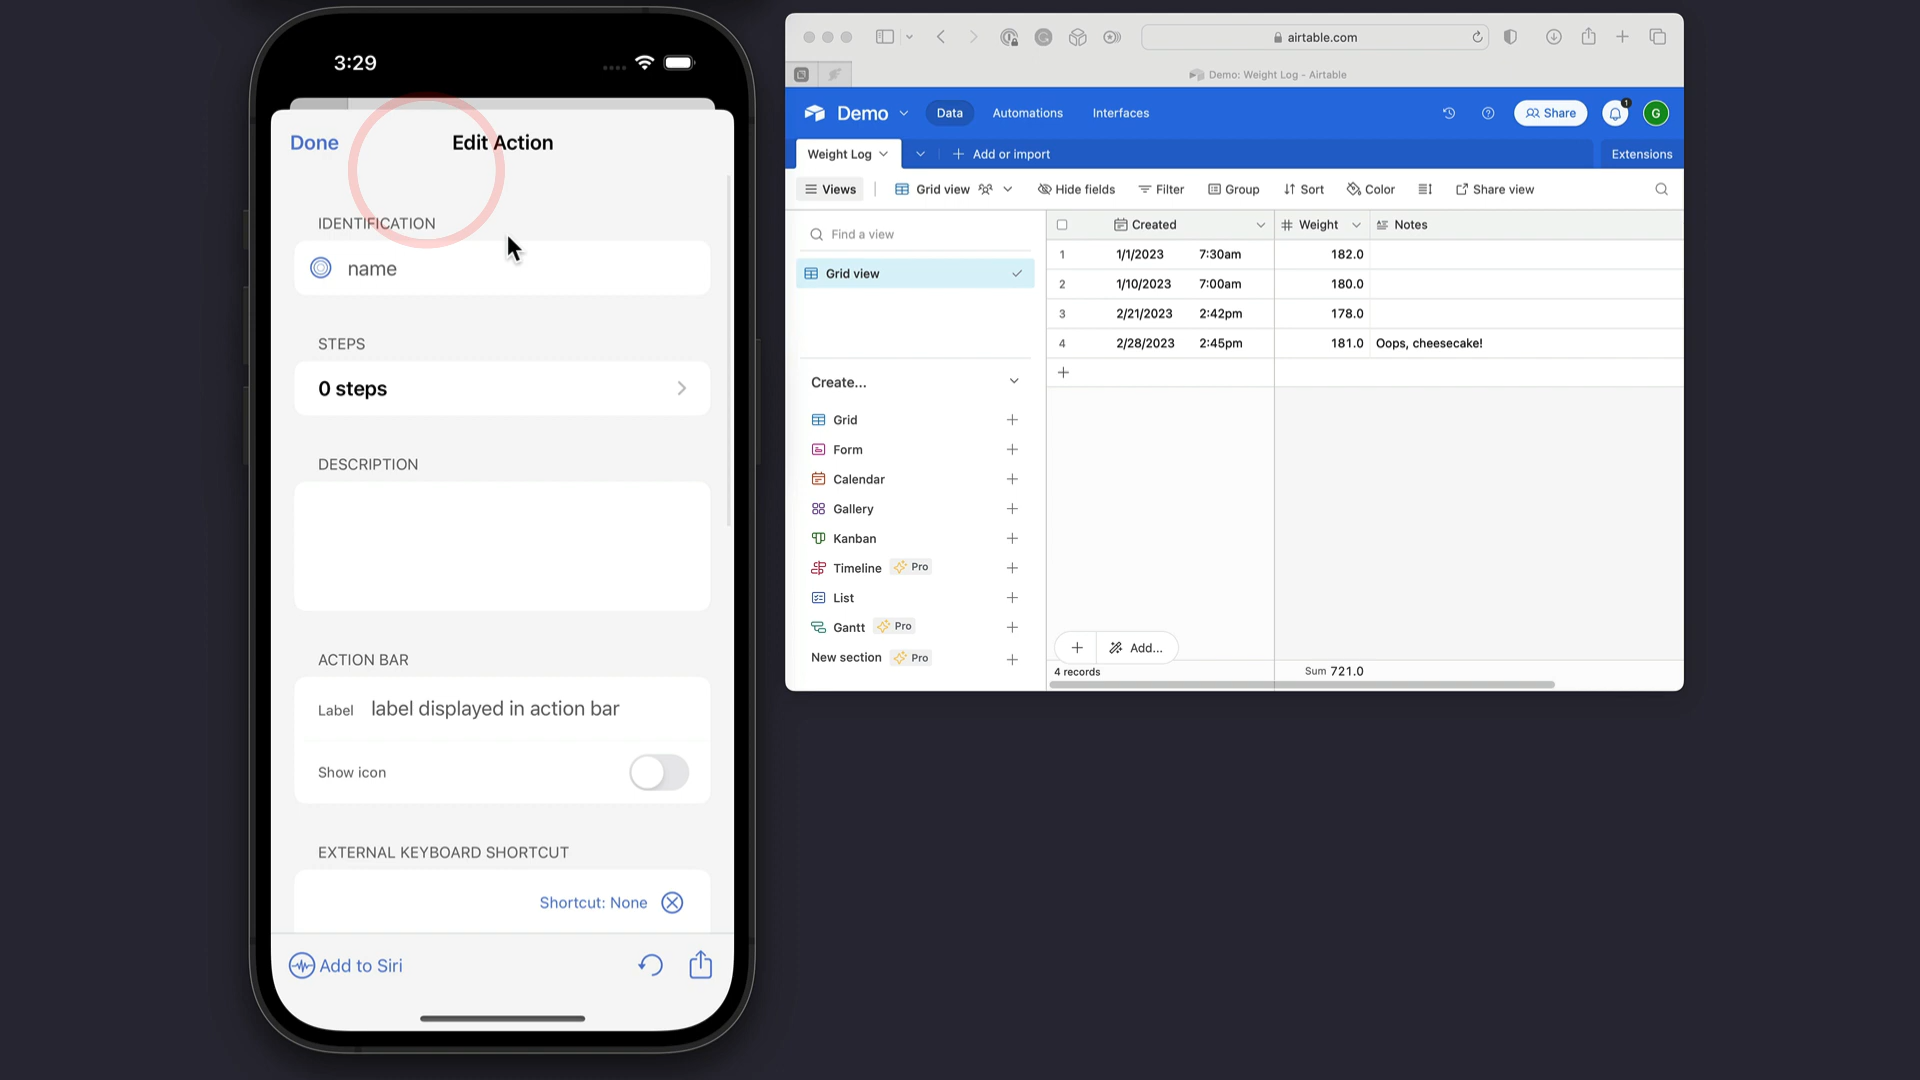 3:29
Done
Edit Action
IDENTIFICATION
name
STEPS
0 steps
DESCRIPTION
ACTION BAR
Label label displayed in action bar
Show icon
EXTERNAL KEYBOARD SHORTCUT
Shortcut: None
Add to Siri
airtable.com
Demo: Weight Log - Airtable
Demo
Data
Automations
Interfaces
Share
1
G
Weight Log
Add or import
Extensions
Views
Grid view
Hide fields
Filter
Group
Sort
Color
Share view
Find a view
Grid view
Create...
Grid
Form
Calendar
Gallery
Kanban
Timeline Pro
List
Gantt Pro
New section Pro
Created Weight Notes
1 1/1/2023 7:30am 182.0
2 1/10/2023 7:00am 180.0
3 2/21/2023 2:42pm 178.0
4 2/28/2023 2:45pm 181.0 Oops, cheesecake!
Add...
4 records
Sum 721.0